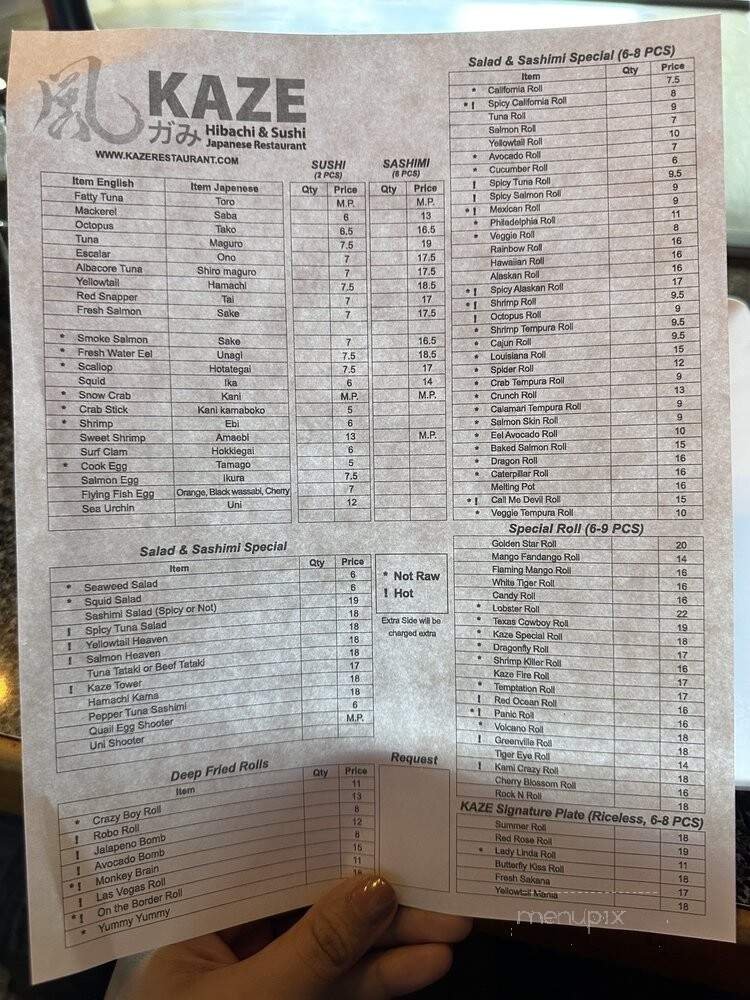 KAZE
風
ガみ Hibachi & Sushi
Japanese Restaurant
WWW.KAZERESTAURANT.COM
SUSHI (2 PCS) SASHIMI (6 PCS)
Item English Item Japenese Qty Price Qty Price
Fatty Tuna Toro M.P. M.P.
Mackerel Saba 6 13
Octopus Tako 6.5 16.5
Tuna Maguro 7.5 19
Escalar Ono 7 17.5
Albacore Tuna Shiro maguro 7 17.5
Yellowtail Hamachi 7.5 18.5
Red Snapper Tai 7 17
Fresh Salmon Sake 7 17.5
* Smoke Salmon Sake 7 16.5
* Fresh Water Eel Unagi 7.5 18.5
* Scallop Hotategai 7.5 17
Squid Ika 6 14
* Snow Crab Kani M.P. M.P.
* Crab Stick Kani kamaboko 5
* Shrimp Ebi 6
Sweet Shrimp Amaebi 13 M.P.
Surf Clam Hokkiegai 6
* Cook Egg Tamago 5
Salmon Egg Ikura 7.5
Flying Fish Egg Orange, Black wassabi, Cherry 7
Sea Urchin Uni 12
Salad & Sashimi Special
Item Qty Price
* Seaweed Salad 6
* Squid Salad 6
Sashimi Salad (Spicy or Not) 19
! Spicy Tuna Salad 18
! Yellowtail Heaven 18
! Salmon Heaven 18
Tuna Tataki or Beef Tataki 18
! Kaze Tower 17
Hamachi Kama 18
Pepper Tuna Sashimi 18
Quail Egg Shooter 6
Uni Shooter M.P.
* Not Raw
! Hot
Extra Side will be
charged extra
Deep Fried Rolls
Item Qty Price
* Crazy Boy Roll 11
! Robo Roll 13
! Jalapeno Bomb 8
! Avocado Bomb 12
*! Monkey Brain 8
! Las Vegas Roll 15
*! On the Border Roll 11
* Yummy Yummy 18
Request
Salad & Sashimi Special (6-8 PCS)
Item Qty Price
* California Roll 7.5
*! Spicy California Roll 8
Tuna Roll 9
Salmon Roll
Yellowtail Roll 10
* Avocado Roll 7
* Cucumber Roll 6
! Spicy Tuna Roll 9.5
! Spicy Salmon Roll 9
*! Mexican Roll 9
* Philadelphia Roll 11
* Veggie Roll 8
Rainbow Roll 16
Hawaiian Roll 16
Alaskan Roll 16
*! Spicy Alaskan Roll 17
*! Shrimp Roll 9.5
! Octopus Roll 9
* Shrimp Tempura Roll 9.5
* Cajun Roll 9.5
* Louisiana Roll 15
* Spider Roll 12
* Crab Tempura Roll 9
* Crunch Roll 13
* Calamari Tempura Roll 9
* Salmon Skin Roll 9
* Eel Avocado Roll 10
* Baked Salmon Roll 15
* Dragon Roll 16
* Caterpillar Roll 16
Melting Pot 16
*! Call Me Devil Roll 15
* Veggie Tempura Roll 10
Special Roll (6-9 PCS)
Golden Star Roll 20
Mango Fandango Roll 14
Flaming Mango Roll 16
White Tiger Roll 16
Candy Roll 16
* Lobster Roll 22
* Texas Cowboy Roll 19
* Kaze Special Roll 18
* Dragonfly Roll 17
* Shrimp Killer Roll 16
Kaze Fire Roll 17
* Temptation Roll 17
! Red Ocean Roll 16
*! Panic Roll 16
* Volcano Roll 18
! Greenville Roll 18
Tiger Eye Roll 14
! Kami Crazy Roll 18
Cherry Blossom Roll 16
Rock N Roll 18
KAZE Signature Plate (Riceless, 6-8 PCS)
Summer Roll 18
Red Rose Roll 19
* Lady Linda Roll 11
Butterfly Kiss Roll
Fresh Sakana 17
Yellowtail Mania 18
menupix